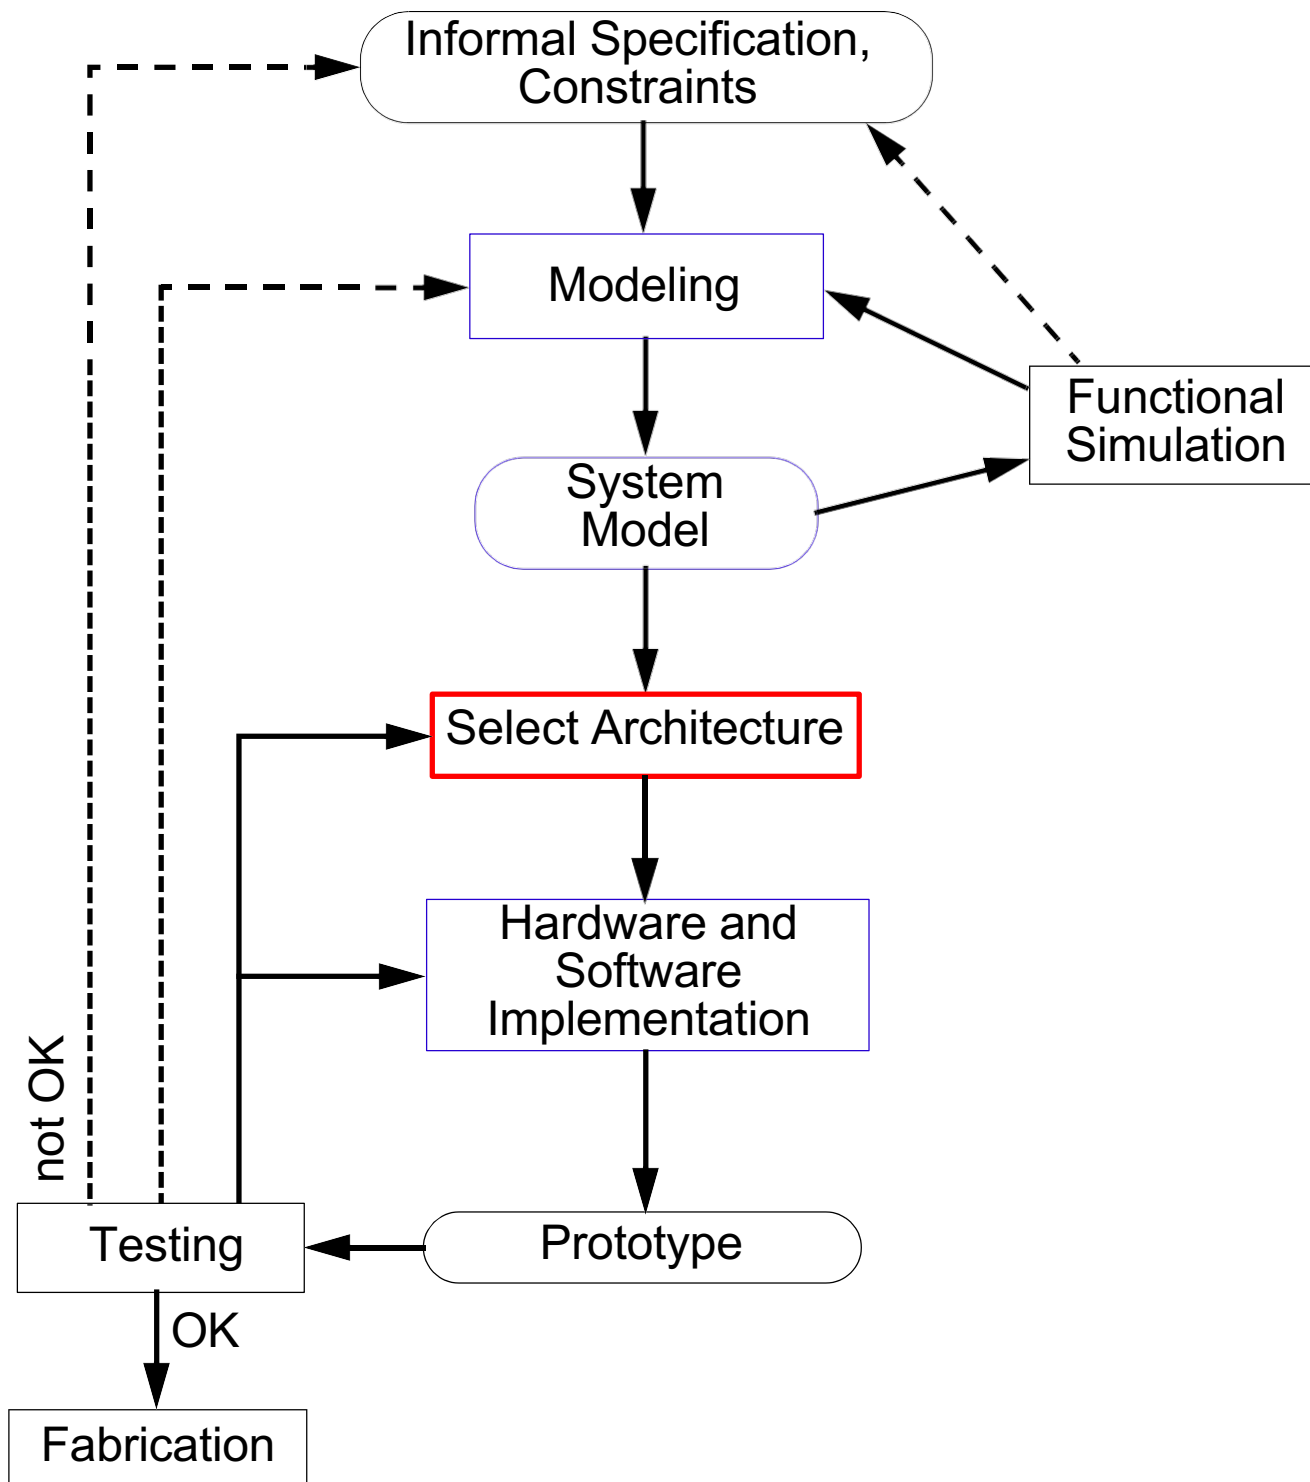 Informal Specification,
Constraints
Modeling
Functional
Simulation
System
Model
Select Architecture
Hardware and
Software
Implementation
not OK
Testing
Prototype
OK
Fabrication